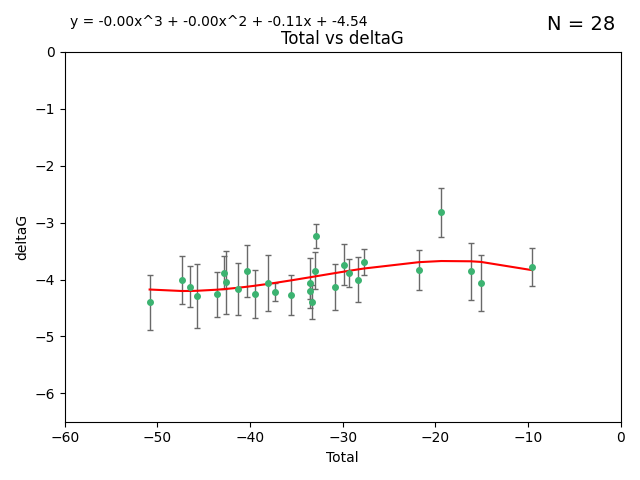 y = -0.00x^3 + -0.00x^2 + -0.11x + -4.54
N = 28
Total vs deltaG
0
−1
−2
−3
−4
−5
−6
deltaG
−60 −50 −40 −30 −20 −10 0
Total